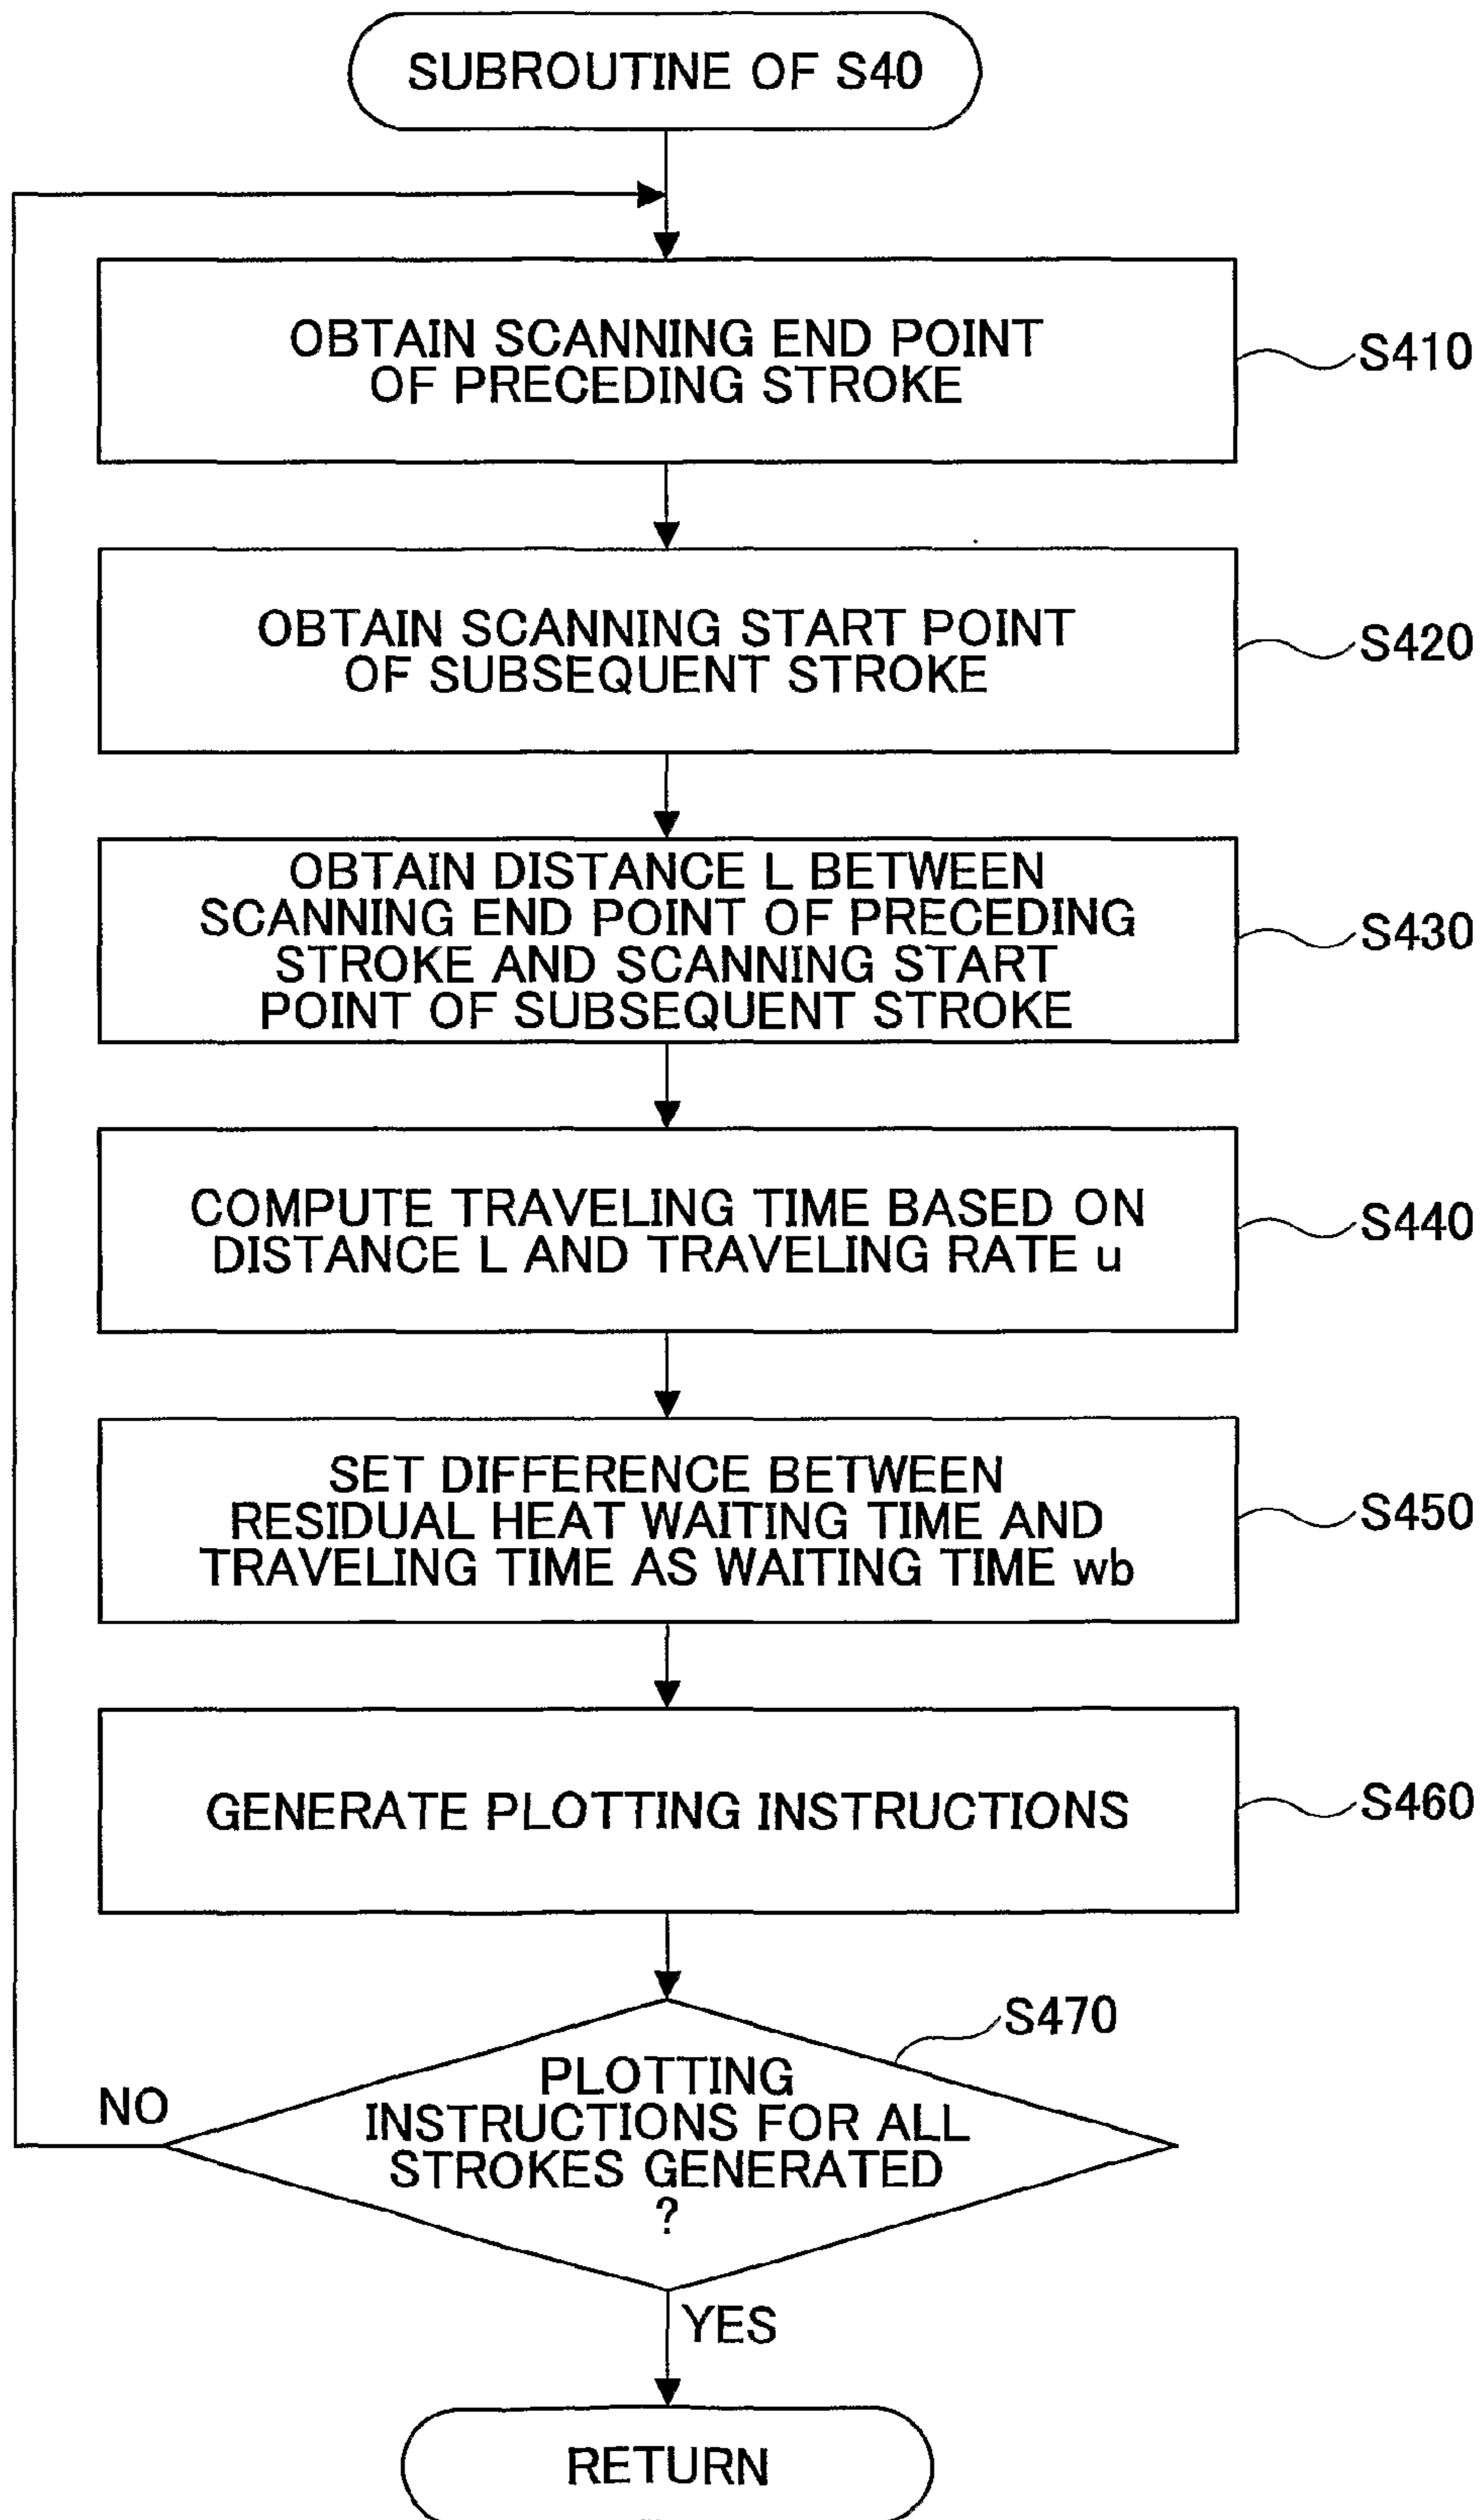 SUBROUTINE OF S40
OBTAIN SCANNING END POINT
OF PRECEDING STROKE
S410
OBTAIN SCANNING START POINT
OF SUBSEQUENT STROKE
S420
OBTAIN DISTANCE L BETWEEN
SCANNING END POINT OF PRECEDING
STROKE AND SCANNING START
POINT OF SUBSEQUENT STROKE
S430
COMPUTE TRAVELING TIME BASED ON
DISTANCE L AND TRAVELING RATE u
S440
SET DIFFERENCE BETWEEN
RESIDUAL HEAT WAITING TIME AND
TRAVELING TIME AS WAITING TIME wb
S450
GENERATE PLOTTING INSTRUCTIONS
S460
S470
PLOTTING
INSTRUCTIONS FOR ALL
STROKES GENERATED
?
NO
YES
RETURN